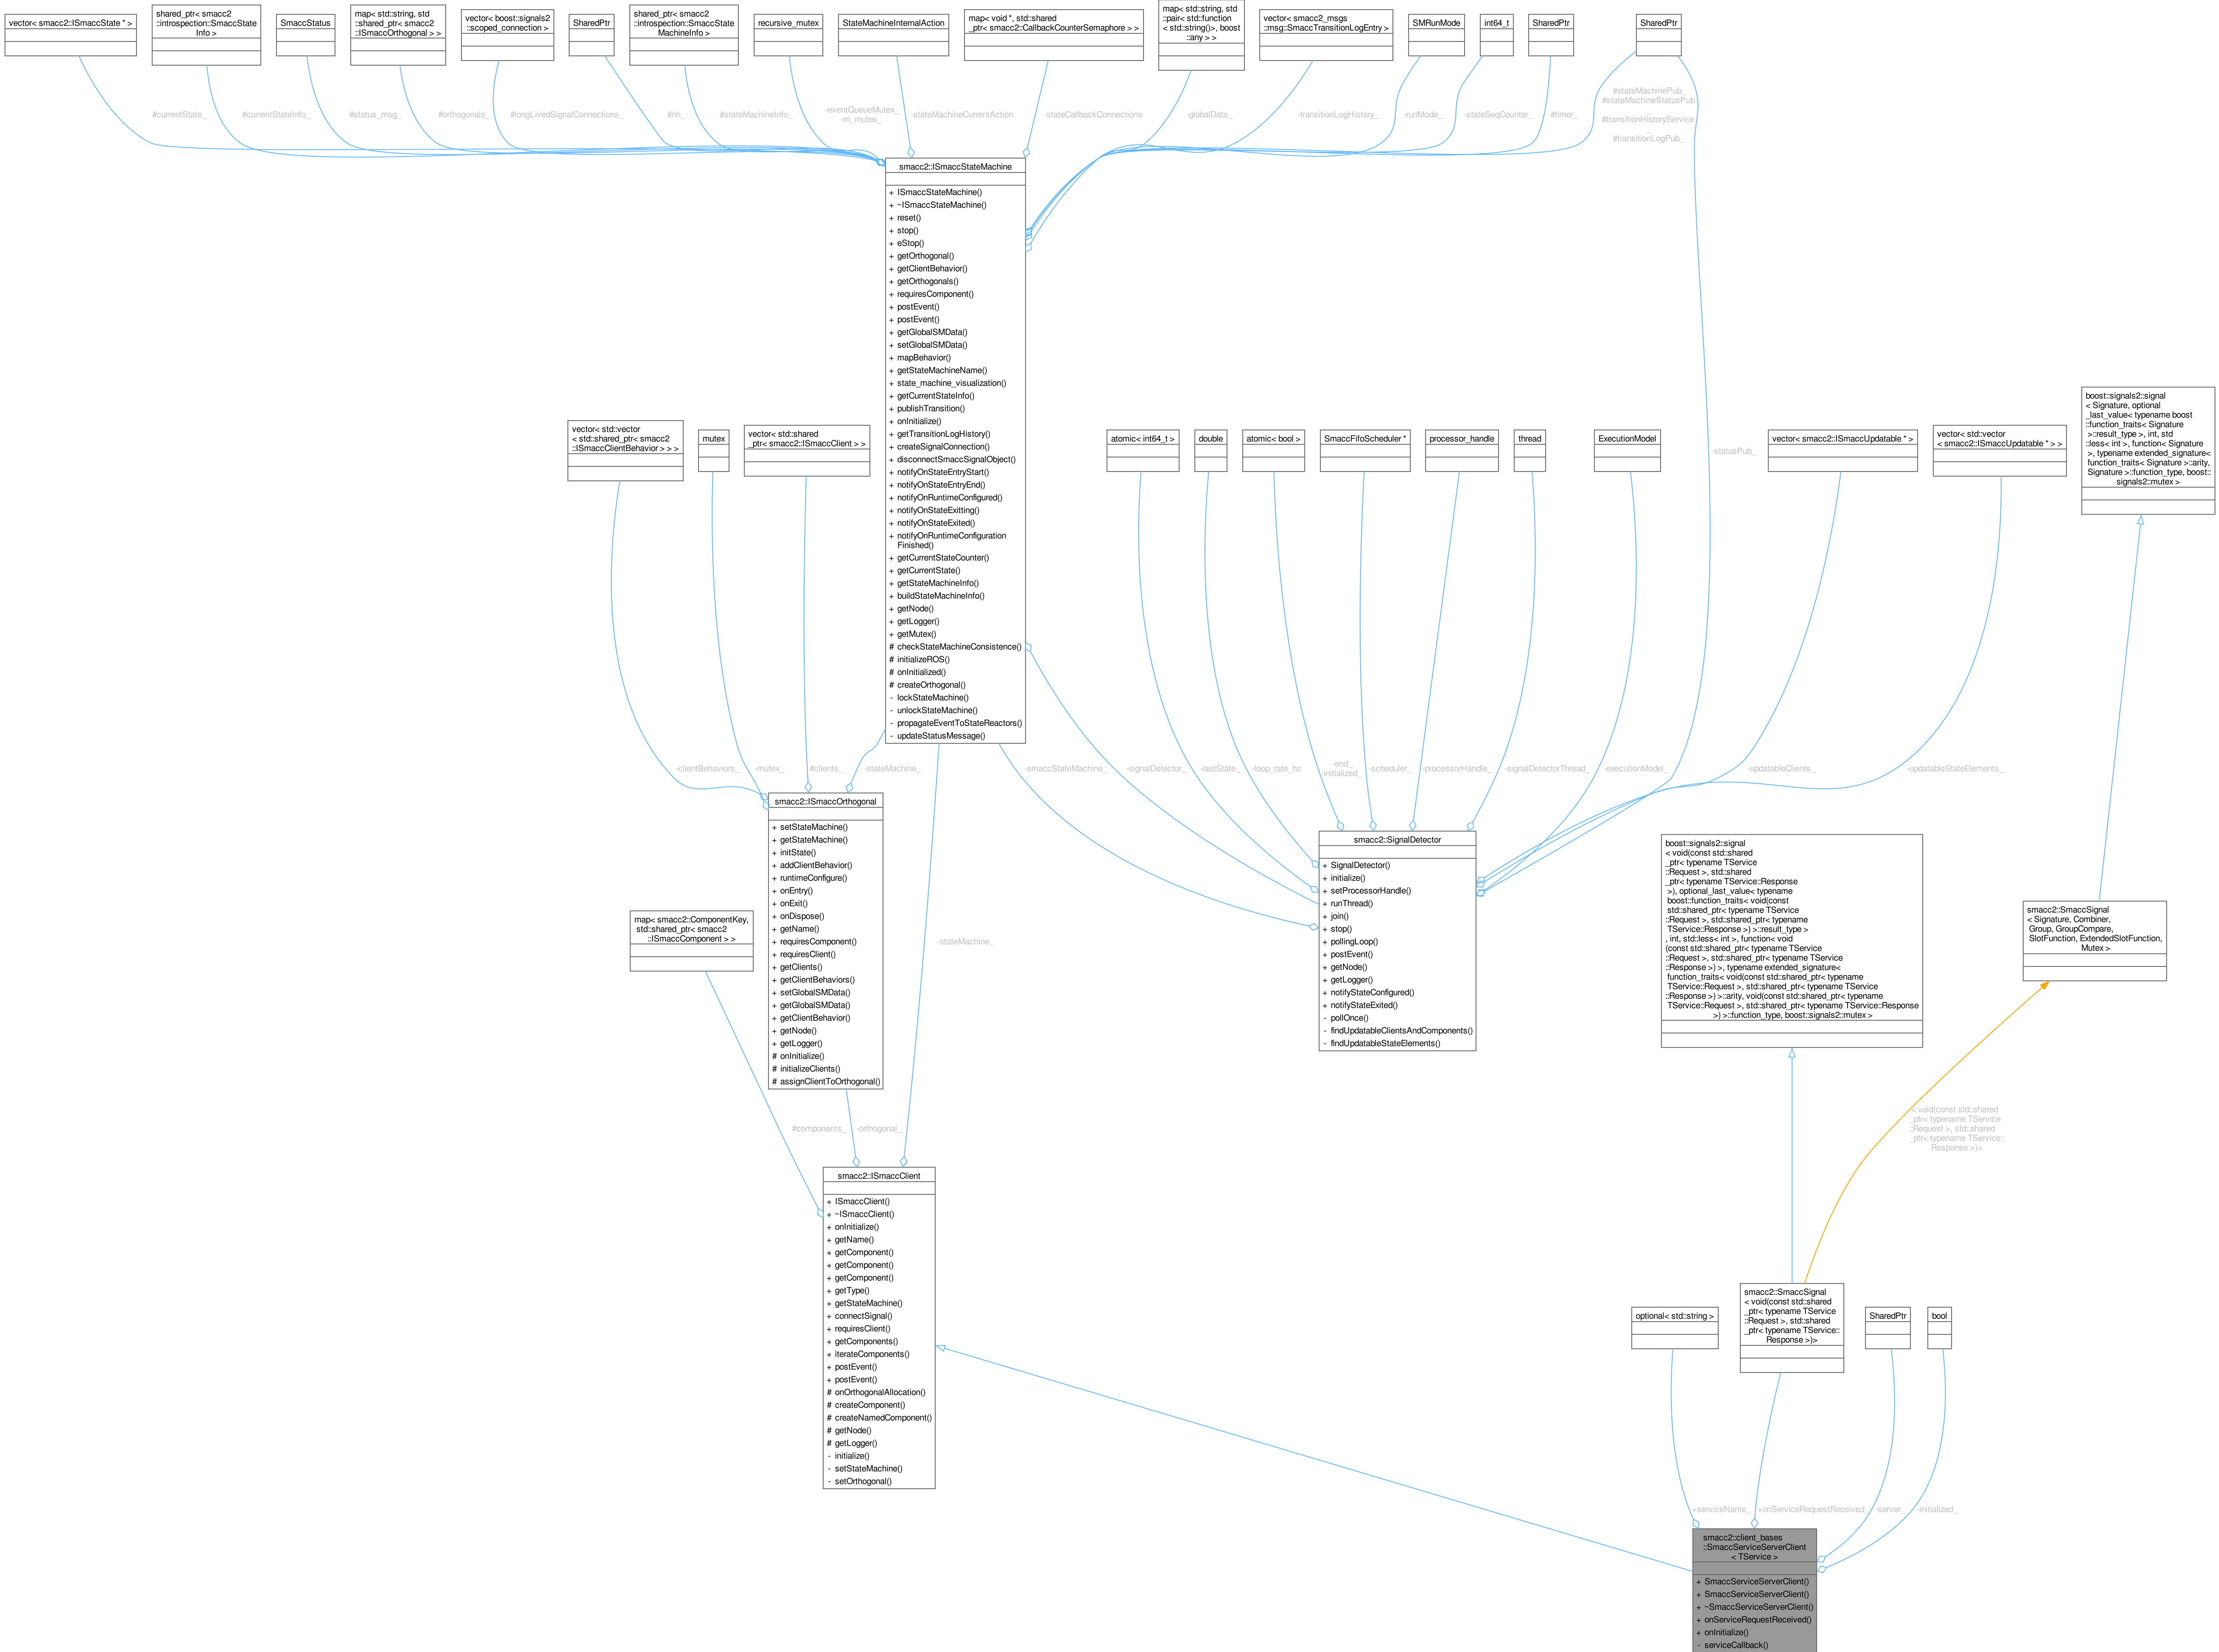 vector< smacc2::ISmaccState * >
shared_ptr< smacc2
::introspection::SmaccState
Info >
SmaccStatus
map< std::string, std
::shared_ptr< smacc2
::ISmaccOrthogonal > >
vector< boost::signals2
::scoped_connection >
SharedPtr
shared_ptr< smacc2
::introspection::SmaccState
MachineInfo >
recursive_mutex
StateMachineInternalAction
map< void *, std::shared
_ptr< smacc2::CallbackCounterSemaphore > >
map< std::string, std
::pair< std::function
< std::string()>, boost
::any > >
vector< smacc2_msgs
::msg::SmaccTransitionLogEntry >
SMRunMode
int64_t
SharedPtr
SharedPtr
#currentState_
#currentStateInfo_
#status_msg_
#orthogonals_
#longLivedSignalConnections_
#nh_
#stateMachineInfo_
-eventQueueMutex_
-m_mutex_
-stateMachineCurrentAction
-stateCallbackConnections
-globalData_
-transitionLogHistory_
-runMode_
-stateSeqCounter_
#timer_
#stateMachinePub_
#stateMachineStatusPub
_
#transitionHistoryService
_
#transitionLogPub_
smacc2::ISmaccStateMachine
+ ISmaccStateMachine()
+ ~ISmaccStateMachine()
+ reset()
+ stop()
+ eStop()
+ getOrthogonal()
+ getClientBehavior()
+ getOrthogonals()
+ requiresComponent()
+ postEvent()
+ postEvent()
+ getGlobalSMData()
+ setGlobalSMData()
+ mapBehavior()
+ getStateMachineName()
+ state_machine_visualization()
+ getCurrentStateInfo()
+ publishTransition()
+ onInitialize()
+ getTransitionLogHistory()
+ createSignalConnection()
+ disconnectSmaccSignalObject()
+ notifyOnStateEntryStart()
+ notifyOnStateEntryEnd()
+ notifyOnRuntimeConfigured()
+ notifyOnStateExitting()
+ notifyOnStateExited()
+ notifyOnRuntimeConfiguration
Finished()
+ getCurrentStateCounter()
+ getCurrentState()
+ getStateMachineInfo()
+ buildStateMachineInfo()
+ getNode()
+ getLogger()
+ getMutex()
# checkStateMachineConsistence()
# initializeROS()
# onInitialized()
# createOrthogonal()
- lockStateMachine()
- unlockStateMachine()
- propagateEventToStateReactors()
- updateStatusMessage()
boost::signals2::signal
< Signature, optional
_last_value< typename boost
::function_traits< Signature
>::result_type >, int, std
::less< int >, function< Signature
>, typename extended_signature<
function_traits< Signature >::arity,
Signature >::function_type, boost::
signals2::mutex >
vector< std::vector
< std::shared_ptr< smacc2
::ISmaccClientBehavior > > >
mutex
vector< std::shared
_ptr< smacc2::ISmaccClient > >
atomic< int64_t >
double
atomic< bool >
SmaccFifoScheduler *
processor_handle
thread
ExecutionModel
-statusPub_
vector< smacc2::ISmaccUpdatable * >
vector< std::vector
< smacc2::ISmaccUpdatable * > >
-clientBehaviors_
-mutex_
#clients_
-stateMachine_
-smaccStateMachine_
-signalDetector_
-lastState_
-loop_rate_hz
-end_
-initialized_
-scheduler_
-processorHandle_
-signalDetectorThread_
-executionModel_
-updatableClients_
-updatableStateElements_
smacc2::ISmaccOrthogonal
+ setStateMachine()
+ getStateMachine()
+ initState()
+ addClientBehavior()
+ runtimeConfigure()
+ onEntry()
+ onExit()
+ onDispose()
+ getName()
+ requiresComponent()
+ requiresClient()
+ getClients()
+ getClientBehaviors()
+ setGlobalSMData()
+ getGlobalSMData()
+ getClientBehavior()
+ getNode()
+ getLogger()
# onInitialize()
# initializeClients()
# assignClientToOrthogonal()
smacc2::SignalDetector
+ SignalDetector()
+ initialize()
+ setProcessorHandle()
+ runThread()
+ join()
+ stop()
+ pollingLoop()
+ postEvent()
+ getNode()
+ getLogger()
+ notifyStateConfigured()
+ notifyStateExited()
- pollOnce()
- findUpdatableClientsAndComponents()
- findUpdatableStateElements()
boost::signals2::signal
< void(const std::shared
_ptr< typename TService
::Request >, std::shared
_ptr< typename TService::Response
>), optional_last_value< typename
boost::function_traits< void(const
std::shared_ptr< typename TService
::Request >, std::shared_ptr< typename
TService::Response >) >::result_type >
, int, std::less< int >, function< void
(const std::shared_ptr< typename TService
::Request >, std::shared_ptr< typename TService
::Response >) >, typename extended_signature<
function_traits< void(const std::shared_ptr< typename
TService::Request >, std::shared_ptr< typename TService
::Response >) >::arity, void(const std::shared_ptr< typename
TService::Request >, std::shared_ptr< typename TService::Response
>) >::function_type, boost::signals2::mutex >
smacc2::SmaccSignal
< Signature, Combiner,
Group, GroupCompare,
SlotFunction, ExtendedSlotFunction,
Mutex >
map< smacc2::ComponentKey,
std::shared_ptr< smacc2
::ISmaccComponent > >
-stateMachine_
#components_
-orthogonal_
< void(const std::shared
_ptr< typename TService
::Request >, std::shared
_ptr< typename TService::
Response >)>
smacc2::ISmaccClient
+ ISmaccClient()
+ ~ISmaccClient()
+ onInitialize()
+ getName()
+ getComponent()
+ getComponent()
+ getComponent()
+ getType()
+ getStateMachine()
+ connectSignal()
+ requiresClient()
+ getComponents()
+ iterateComponents()
+ postEvent()
+ postEvent()
# onOrthogonalAllocation()
# createComponent()
# createNamedComponent()
# getNode()
# getLogger()
- initialize()
- setStateMachine()
- setOrthogonal()
optional< std::string >
smacc2::SmaccSignal
< void(const std::shared
_ptr< typename TService
::Request >, std::shared
_ptr< typename TService::
Response >)>
SharedPtr
bool
+serviceName_
+onServiceRequestReceived_
-server_
-initialized_
smacc2::client_bases
::SmaccServiceServerClient
< TService >
+ SmaccServiceServerClient()
+ SmaccServiceServerClient()
+ ~SmaccServiceServerClient()
+ onServiceRequestReceived()
+ onInitialize()
- serviceCallback()